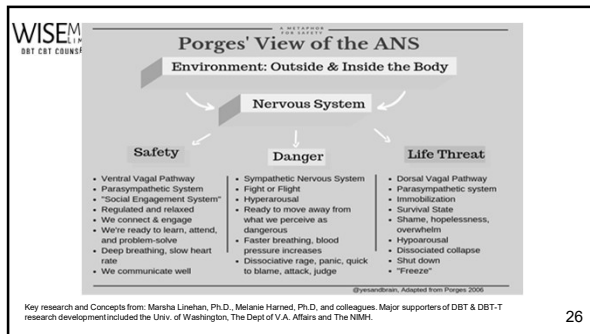 WISE M
DBT CBT COUNSE
A METAPHOR
FOR SAFETY
Porges' View of the ANS
Environment: Outside & Inside the Body
Nervous System
Safety
• Ventral Vagal Pathway
• Parasympathetic System
• "Social Engagement System"
• Regulated and relaxed
• We connect & engage
• We're ready to learn, attend,
and problem-solve
• Deep breathing, slow heart
rate
• We communicate well
Danger
• Sympathetic Nervous System
• Fight or Flight
• Hyperarousal
• Ready to move away from
what we perceive as
dangerous
• Faster breathing, blood
pressure increases
• Dissociative rage, panic, quick
to blame, attack, judge
Life Threat
• Dorsal Vagal Pathway
• Parasympathetic system
• Immobilization
• Survival State
• Shame, hopelessness,
overwhelm
• Hypoarousal
• Dissociated collapse
• Shut down
• "Freeze"
@yesandbrain, Adapted from Porges 2006
Key research and Concepts from: Marsha Linehan, Ph.D., Melanie Harned, Ph.D, and colleagues. Major supporters of DBT & DBT-T
research development included the Univ. of Washington, The Dept of V.A. Affairs and The NIMH.
26